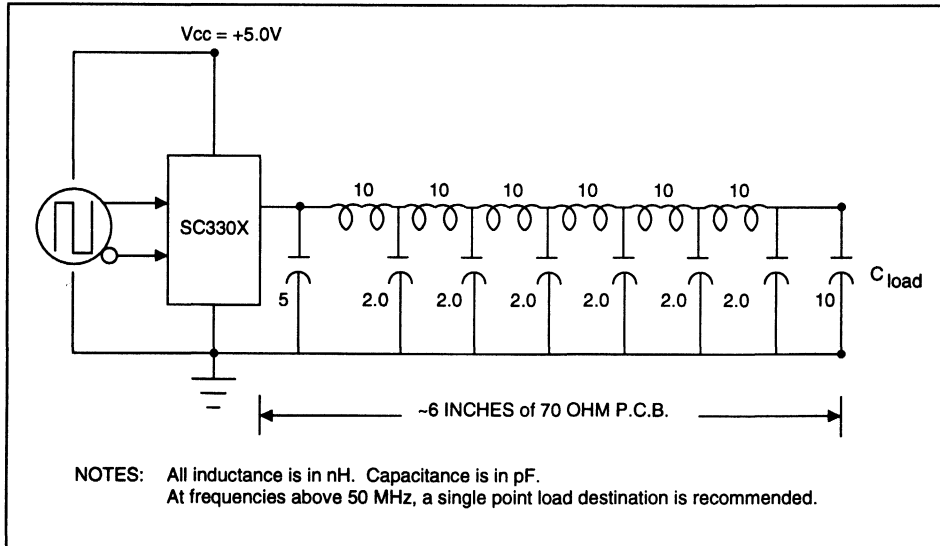 Vcc = +5.0V
SC330X
10 10 10 10 10 10
5 2.0 2.0 2.0 2.0 2.0 2.0 10
C load
~6 INCHES of 70 OHM P.C.B.
NOTES: All inductance is in nH. Capacitance is in pF.
At frequencies above 50 MHz, a single point load destination is recommended.